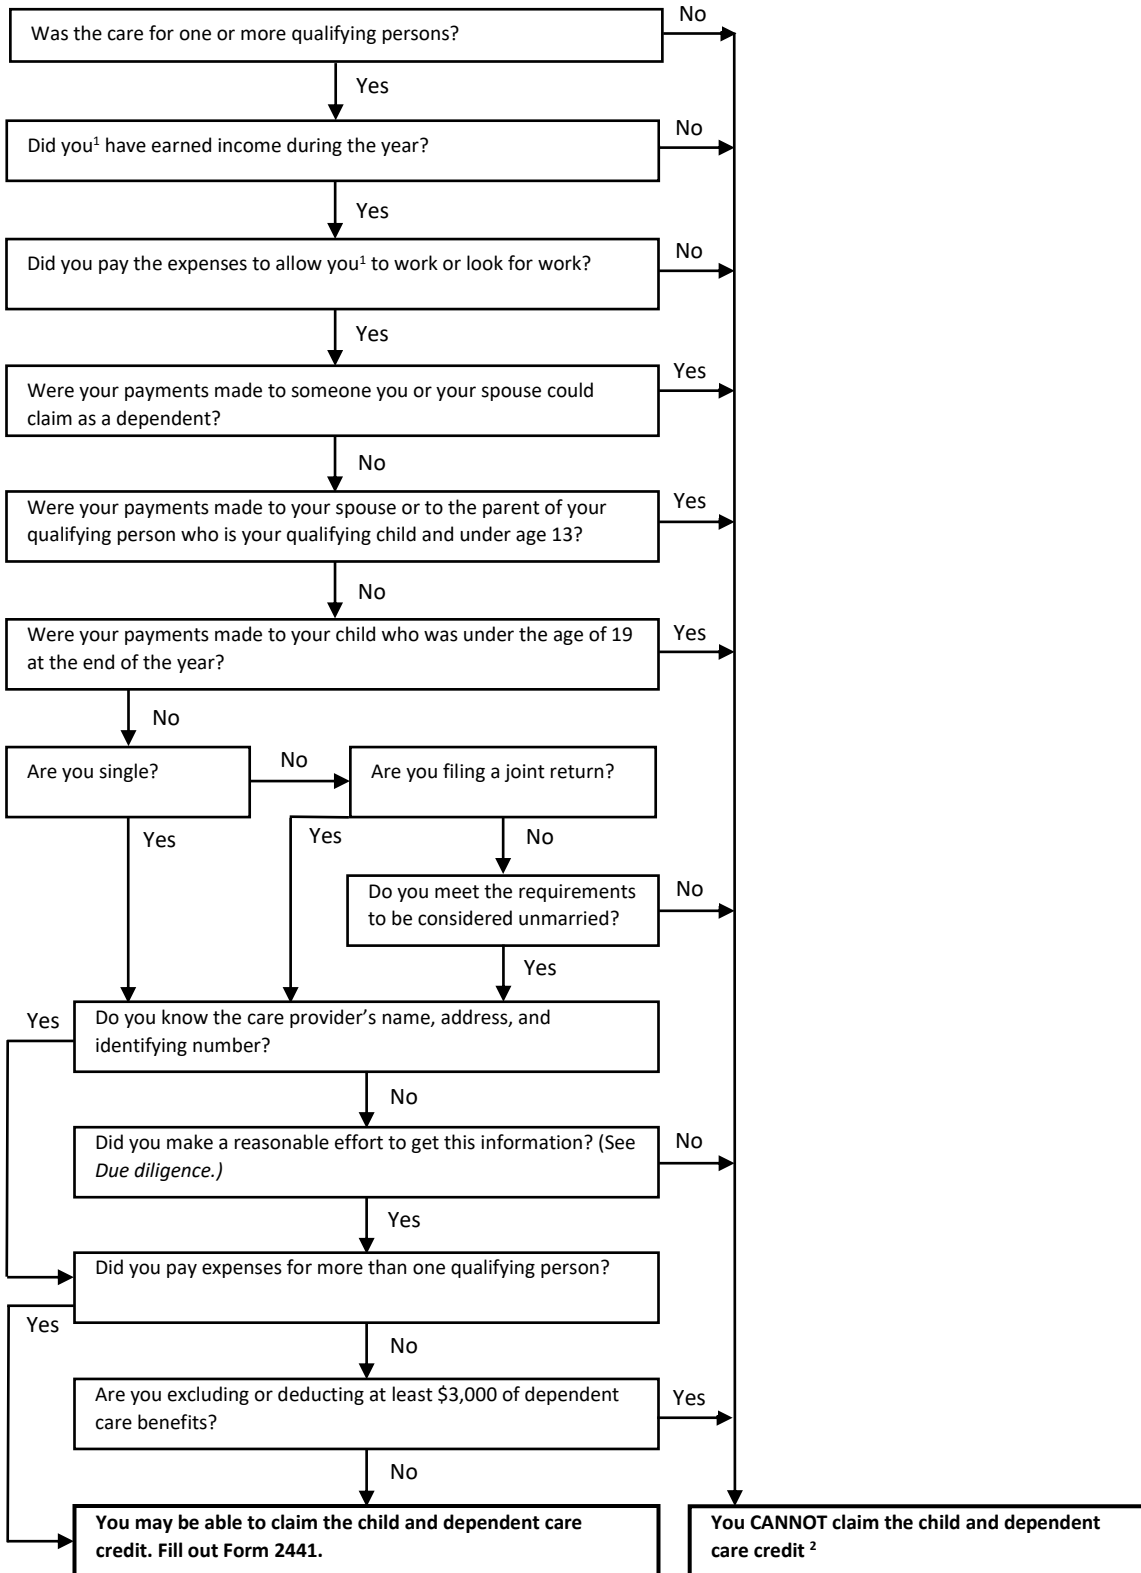 Was the care for one or more qualifying persons?
No
Yes
Did you¹ have earned income during the year?
No
Yes
Did you pay the expenses to allow you¹ to work or look for work?
No
Yes
Were your payments made to someone you or your spouse could
claim as a dependent?
Yes
No
Were your payments made to your spouse or to the parent of your
qualifying person who is your qualifying child and under age 13?
Yes
No
Were your payments made to your child who was under the age of 19
at the end of the year?
Yes
No
Are you single?
No
Are you filing a joint return?
Yes
Yes
No
Do you meet the requirements
to be considered unmarried?
No
Yes
Do you know the care provider’s name, address, and
identifying number?
Yes
No
Did you make a reasonable effort to get this information? (See
Due diligence.)
No
Yes
Did you pay expenses for more than one qualifying person?
Yes
No
Are you excluding or deducting at least $3,000 of dependent
care benefits?
Yes
No
You may be able to claim the child and dependent care
credit. Fill out Form 2441.
You CANNOT claim the child and dependent
care credit ²